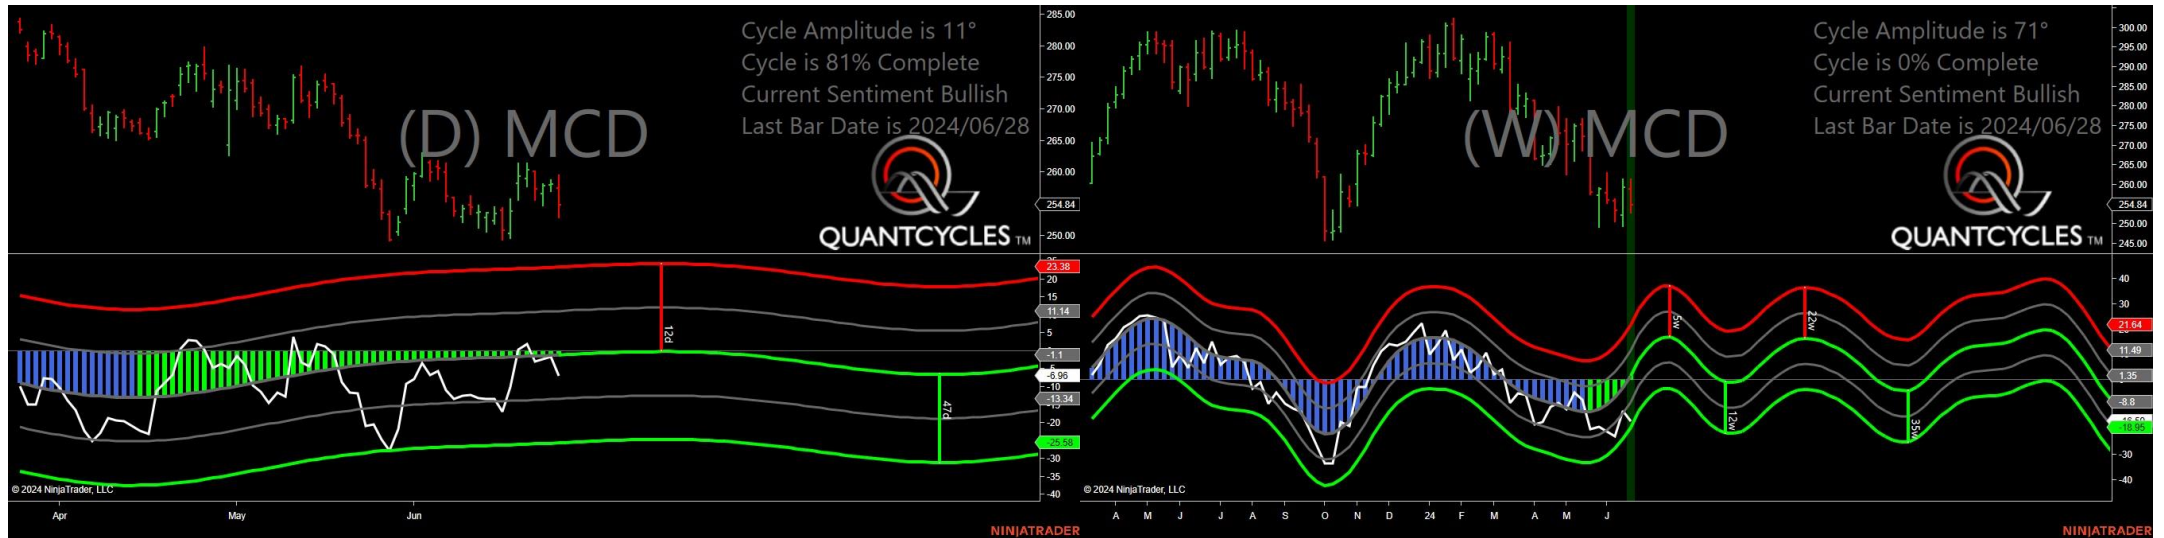 Cycle Amplitude is 11°
Cycle is 81% Complete
Current Sentiment Bullish
Last Bar Date is 2024/06/28
(D) MCD
QUANTCYCLES TM
285.00
280.00
275.00
270.00
265.00
260.00
254.84
250.00
23.38
20
15
11.14
5
-1.1
-6.96
-10
-13.34
-20
-25.58
-30
-35
-40
12d
47d
© 2024 NinjaTrader, LLC
Apr May Jun
NINJATRADER
Cycle Amplitude is 71°
Cycle is 0% Complete
Current Sentiment Bullish
Last Bar Date is 2024/06/28
(W) MCD
QUANTCYCLES TM
300.00
295.00
290.00
285.00
280.00
275.00
270.00
265.00
260.00
254.84
250.00
245.00
40
30
21.64
11.49
1.35
-8.8
-18.95
-30
-40
5w
12w
22w
35w
© 2024 NinjaTrader, LLC
A M J J A S O N D 24 F M A M J
NINJATRADER